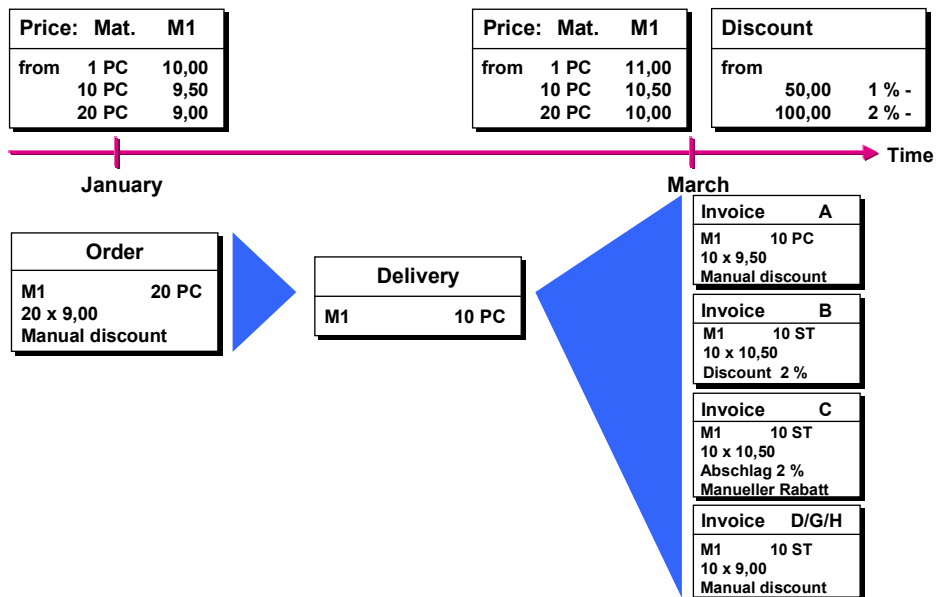 Price: Mat. M1
from 1 PC 10,00
10 PC 9,50
20 PC 9,00
Price: Mat. M1
from 1 PC 11,00
10 PC 10,50
20 PC 10,00
Discount
from
50,00 1 % -
100,00 2 % -
Time
January
March
Order
M1 20 PC
20 x 9,00
Manual discount
Delivery
M1 10 PC
Invoice A
M1 10 PC
10 x 9,50
Manual discount
Invoice B
M1 10 ST
10 x 10,50
Discount 2 %
Invoice C
M1 10 ST
10 x 10,50
Abschlag 2 %
Manueller Rabatt
Invoice D/G/H
M1 10 ST
10 x 9,00
Manual discount